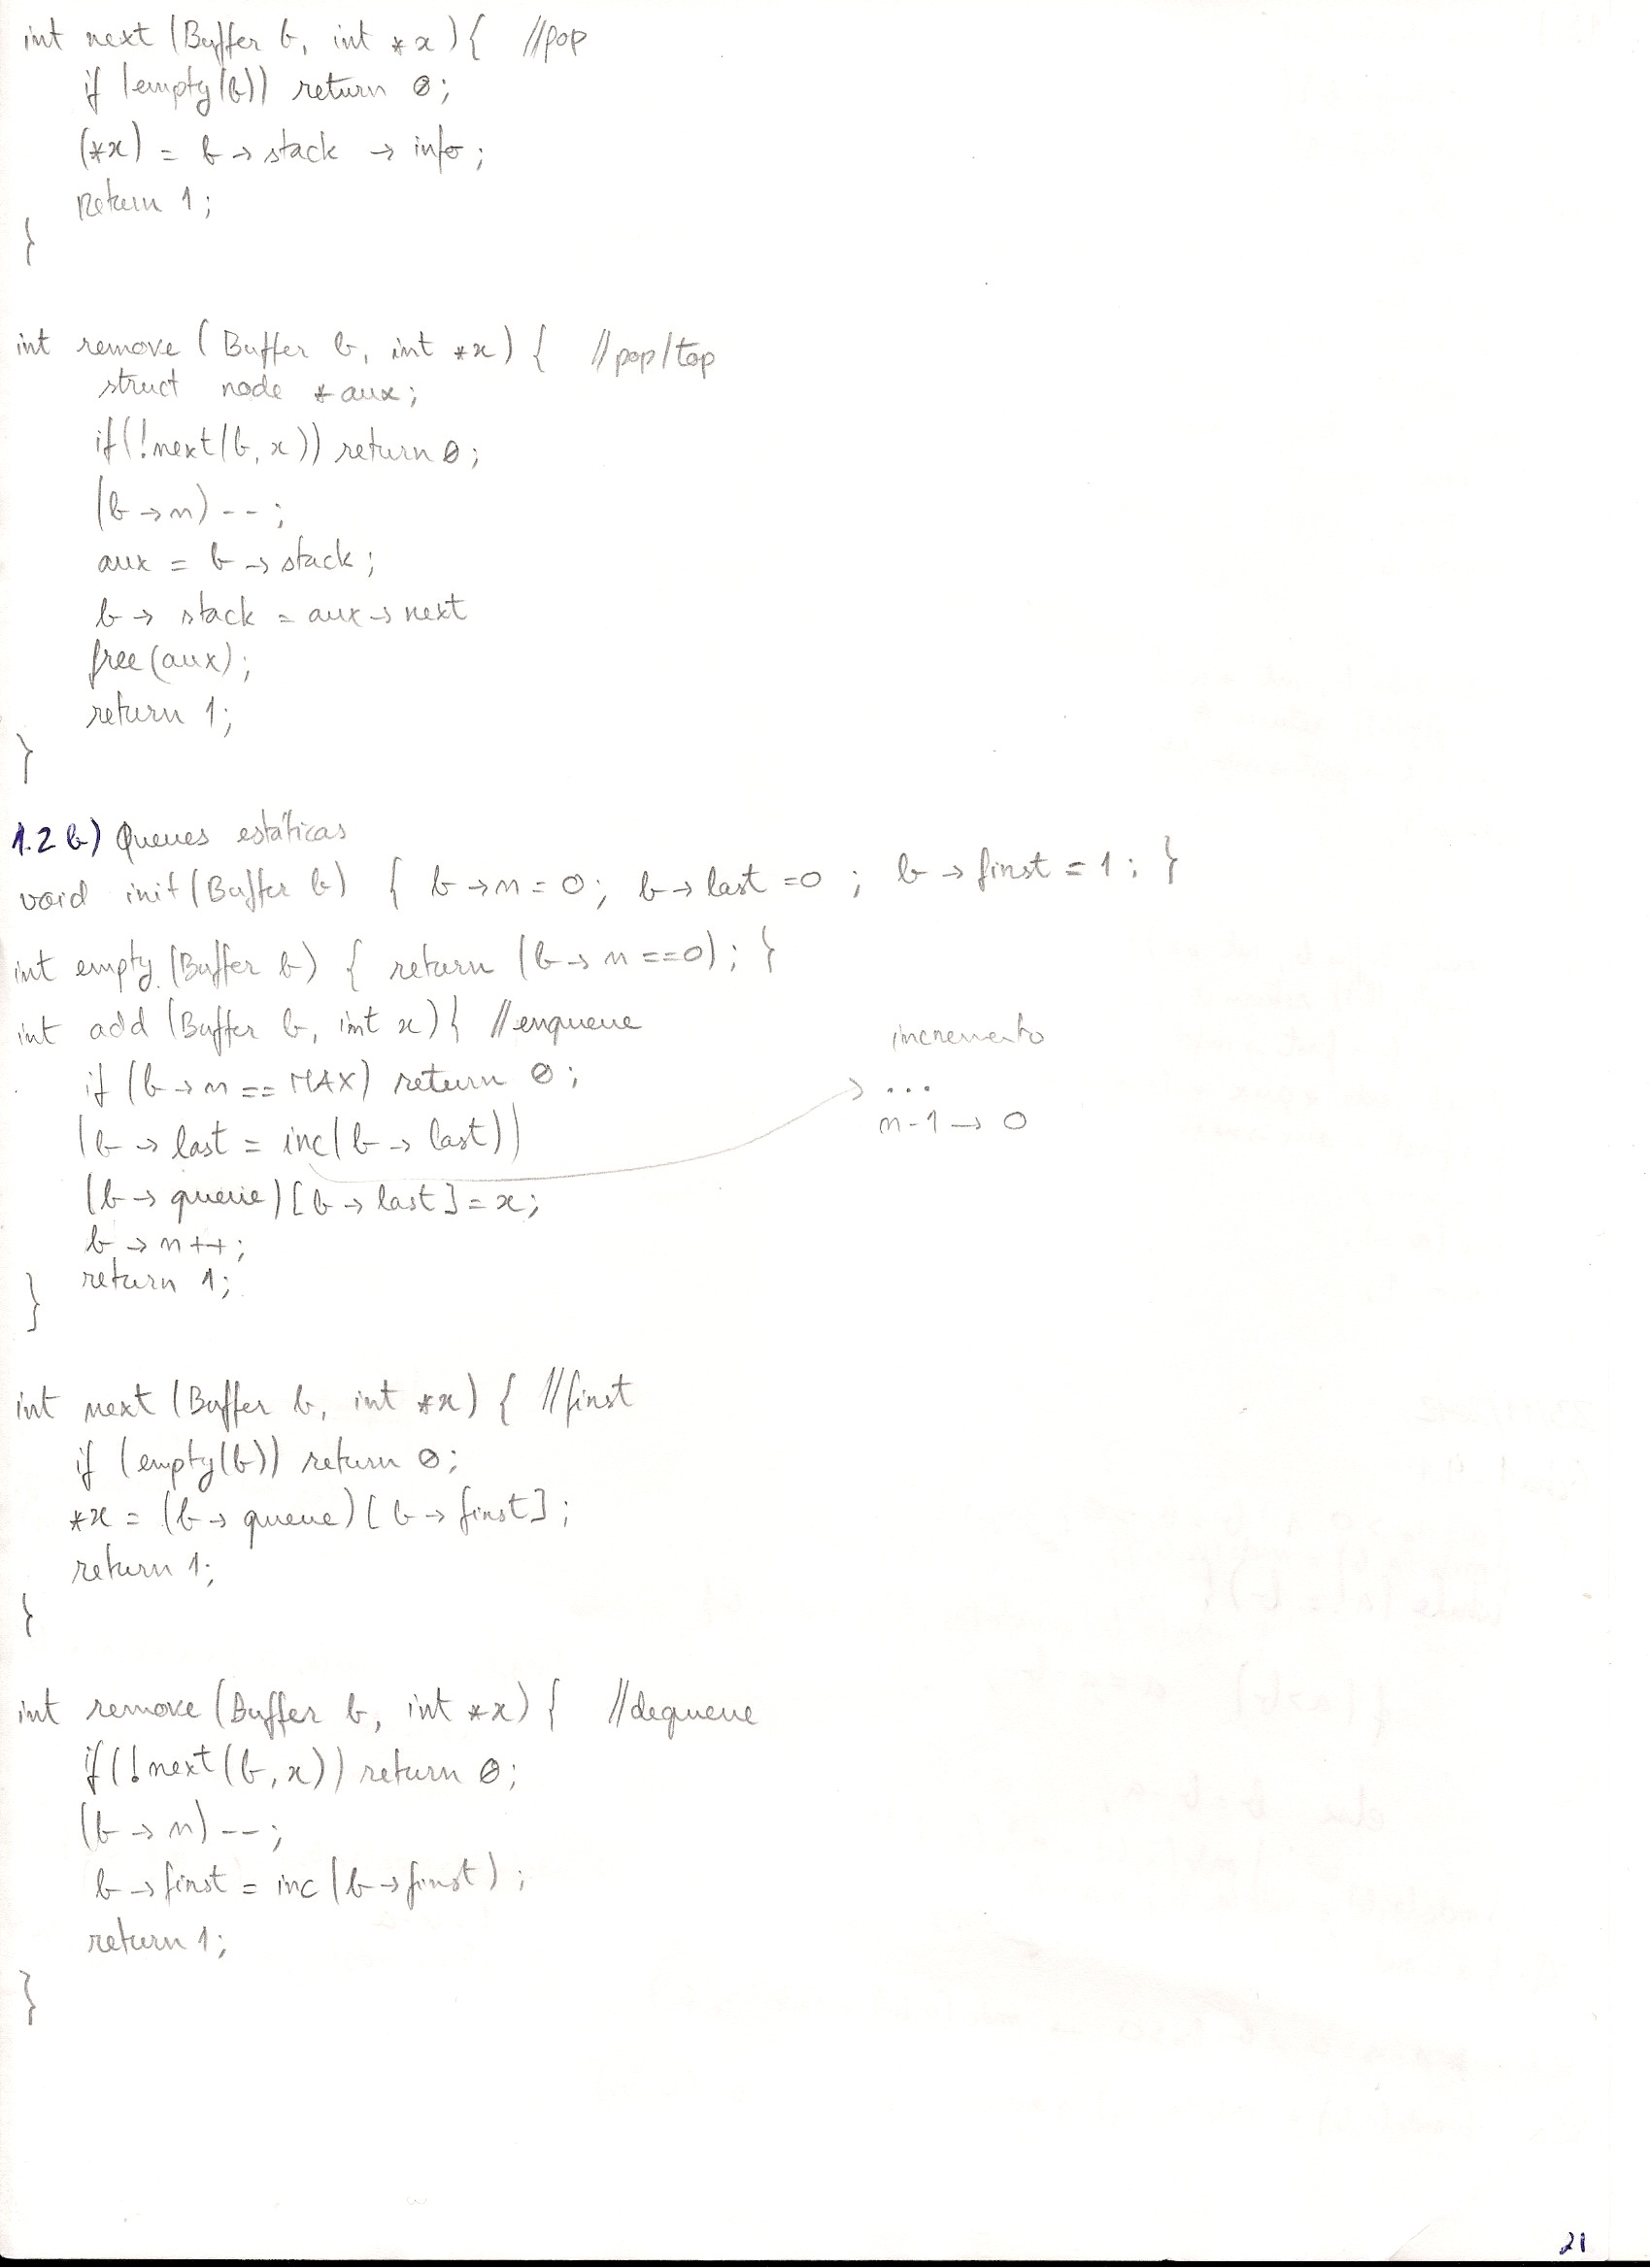 int next (Buffer b, int *x){ //pop
if (empty(b)) return 0;
(*x) = b → stack → info;
Return 1;
}
int remove (Buffer b, int *x) { //pop/top
struct node *aux;
if(!next(b,x)) return 0;
(b → n) --;
aux = b → stack;
b → stack = aux → next
free(aux);
return 1;
}
1.2 b) Queues estáticas
void init (Buffer b) { b → n = 0; b → last = 0 ; b → first = 1 ; }
int empty (Buffer b) { return (b → n ==0) ; }
int add (Buffer b, int x){ //enqueue
if (b → n == MAX) return 0;
(b → last = inc(b → last))
(b → queue)[b → last] = x;
b → n ++;
return 1;
}
incremento
...
n-1 → 0
int next (Buffer b, int *x) { //first
if (empty(b)) return 0;
*x = (b → queue)[b → first];
return 1;
}
int remove (Buffer b, int *x) { //dequeue
if(!next(b,x)) return 0;
(b → n) --;
b → first = inc (b → first) ;
return 1;
}
21